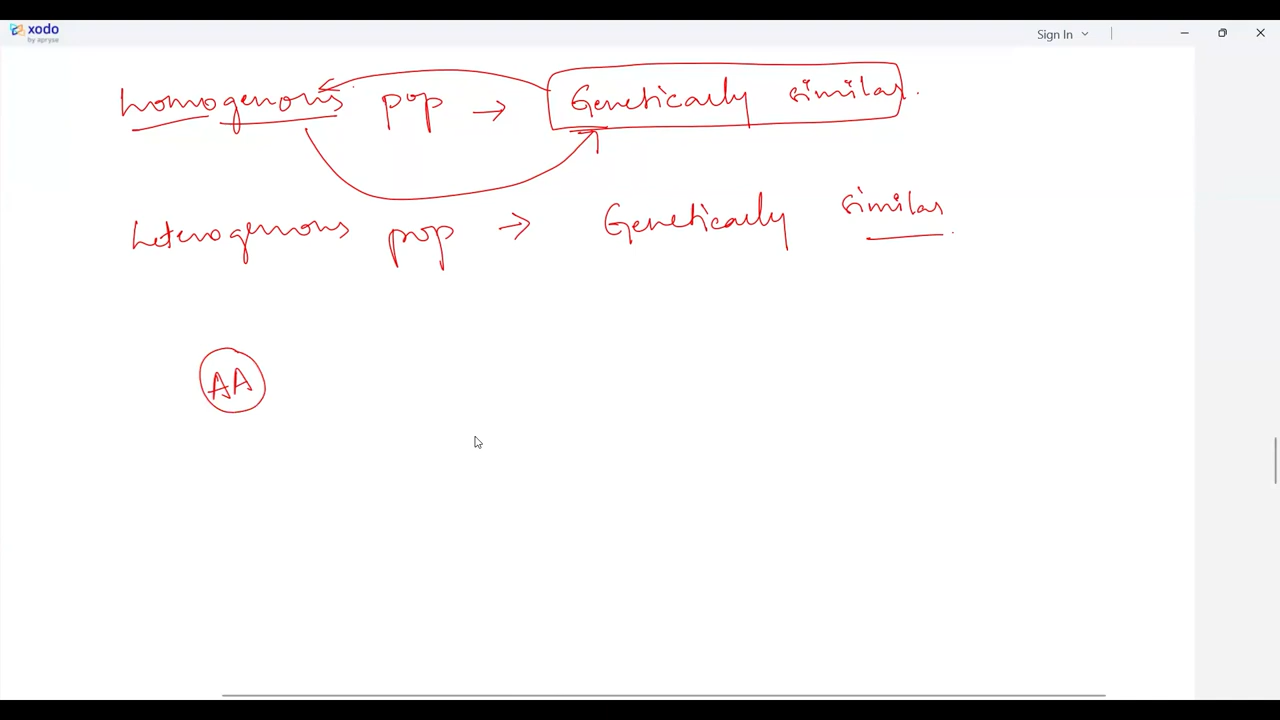 xodo
by apryse
Sign In
homogenous pop → Genetically similar.
heterogenous pop → Genetically similar.
AA